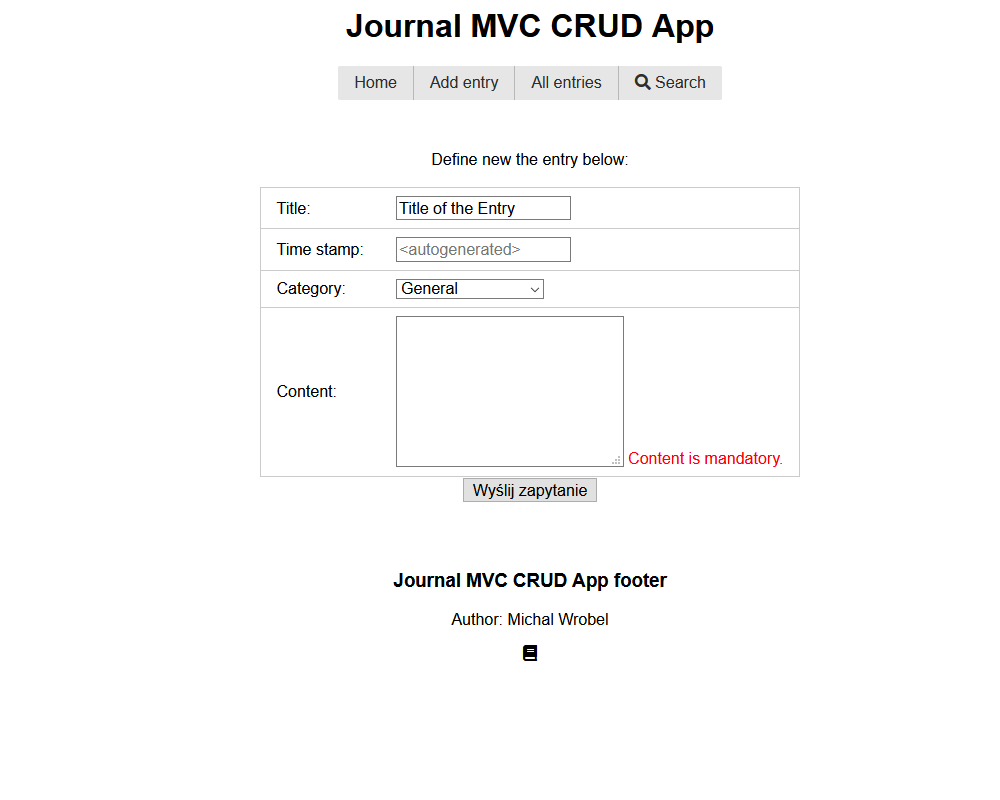 Journal MVC CRUD App
Home Add entry All entries Search
Define new the entry below:
Title: Title of the Entry
Time stamp: <autogenerated>
Category: General
Content:
Content is mandatory.
Wyślij zapytanie
Journal MVC CRUD App footer
Author: Michal Wrobel